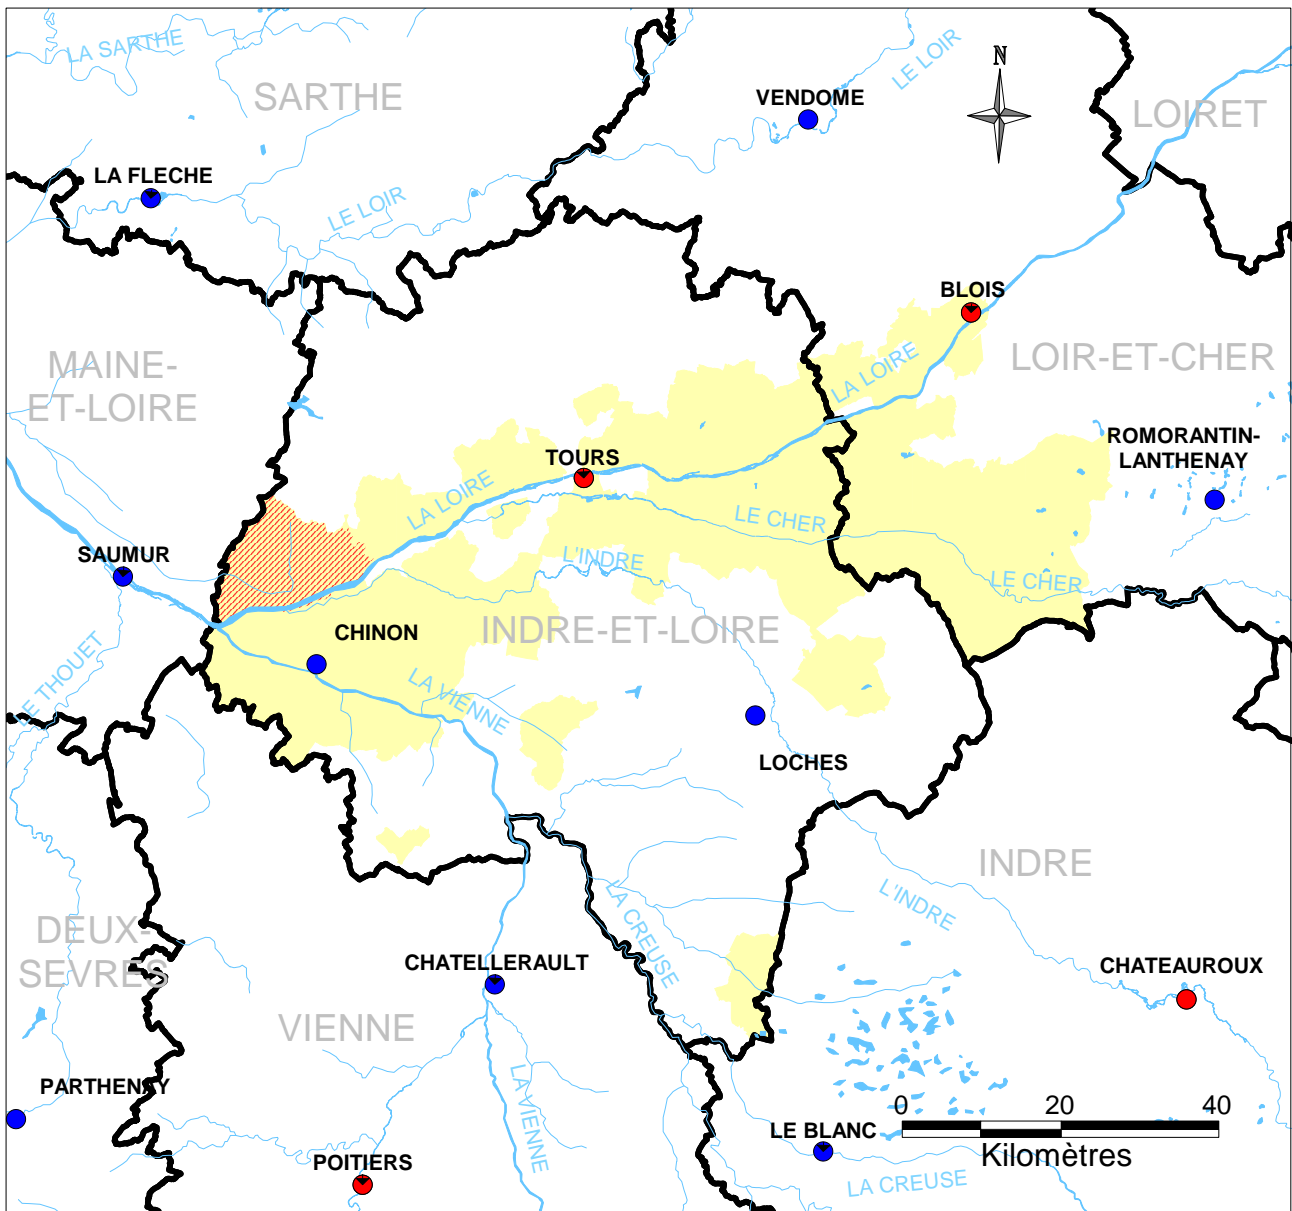 LA SARTHE
SARTHE
LE LOIR
N
VENDOME
LOIRET
LA FLECHE
LE LOIR
BLOIS
MAINE-
ET-LOIRE
LA LOIRE
LOIR-ET-CHER
ROMORANTIN-
LANTHENAY
TOURS
LA LOIRE
LE CHER
SAUMUR
L'INDRE
LE CHER
CHINON
INDRE-ET-LOIRE
LE THOUET
LA VIENNE
LOCHES
INDRE
L'INDRE
DEUX-
SEVRES
LA CREUSE
CHATELLERAULT
CHATEAUROUX
VIENNE
PARTHENAY
LA VIENNE
0 20 40
Kilomètres
LE BLANC
POITIERS
LA CREUSE